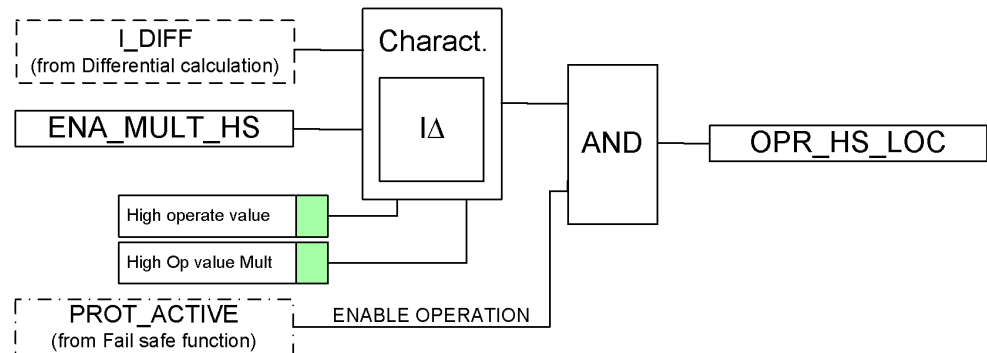 I_DIFF
(from Differential calculation)
Charact.
IΔ
ENA_MULT_HS
AND
OPR_HS_LOC
High operate value
High Op value Mult
PROT_ACTIVE
(from Fail safe function)
ENABLE OPERATION